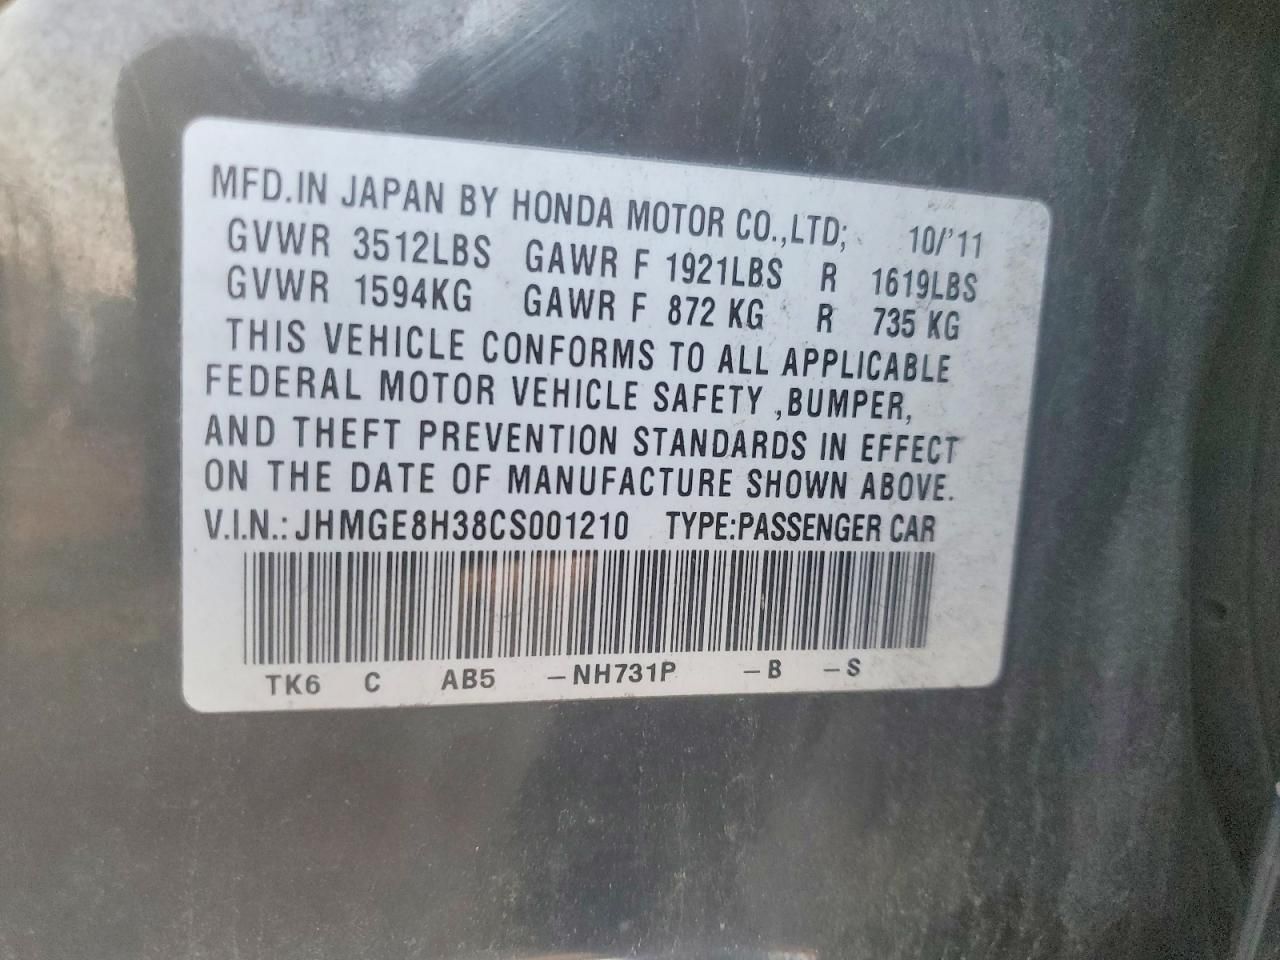 MFD.IN JAPAN BY HONDA MOTOR CO.,LTD; 10/'11
GVWR 3512LBS GAWR F 1921LBS R 1619LBS
GVWR 1594KG GAWR F 872 KG R 735 KG
THIS VEHICLE CONFORMS TO ALL APPLICABLE
FEDERAL MOTOR VEHICLE SAFETY ,BUMPER,
AND THEFT PREVENTION STANDARDS IN EFFECT
ON THE DATE OF MANUFACTURE SHOWN ABOVE.
V.I.N.: JHMGE8H38CS001210 TYPE:PASSENGER CAR
TK6 C AB5 –NH731P –B –S